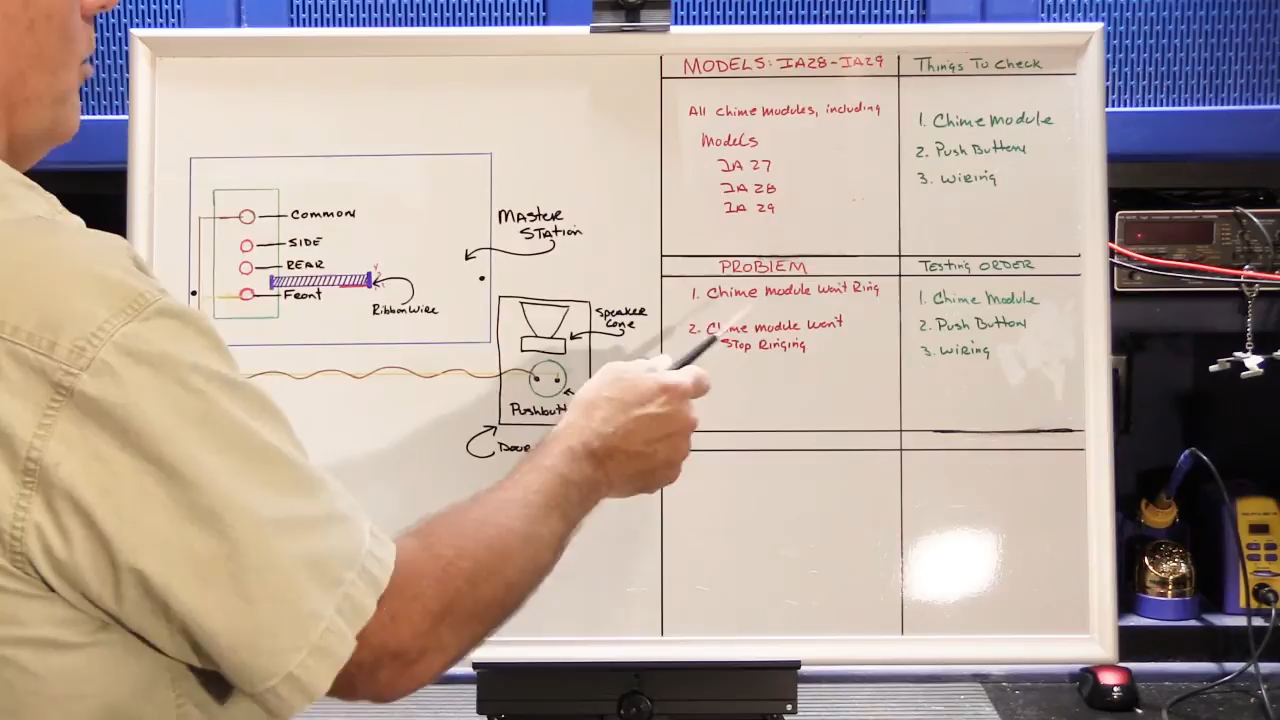 COMMON
SIDE
REAR
Front
Ribbon Wire
MASTER
STATION
Speaker
Cone
Door
MODELS: IA28-IA29
All chime modules, including
Models
IA 27
IA 28
IA 29
Things To Check
1. Chime Module
2. Push Button
3. Wiring
PROBLEM
1. Chime module won't Ring
2. Chime module won't
Stop Ringing
Testing ORDER
1. Chime Module
2. Push Button
3. Wiring